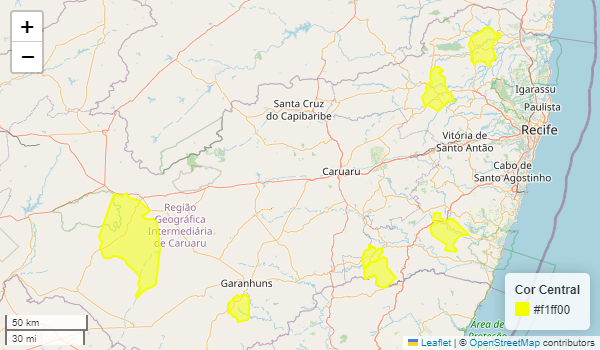 +
−
Igarassu
Paulista
Santa Cruz
do Capibaribe
Recife
Vitória de
Santo Antão
Caruaru
Cabo de
Santo Agostinho
Região
Geográfica
Intermediária
de Caruaru
Garanhuns
Cor Central
#f1ff00
50 km
30 mi
Área de
Proteção
Leaflet | © OpenStreetMap contributors